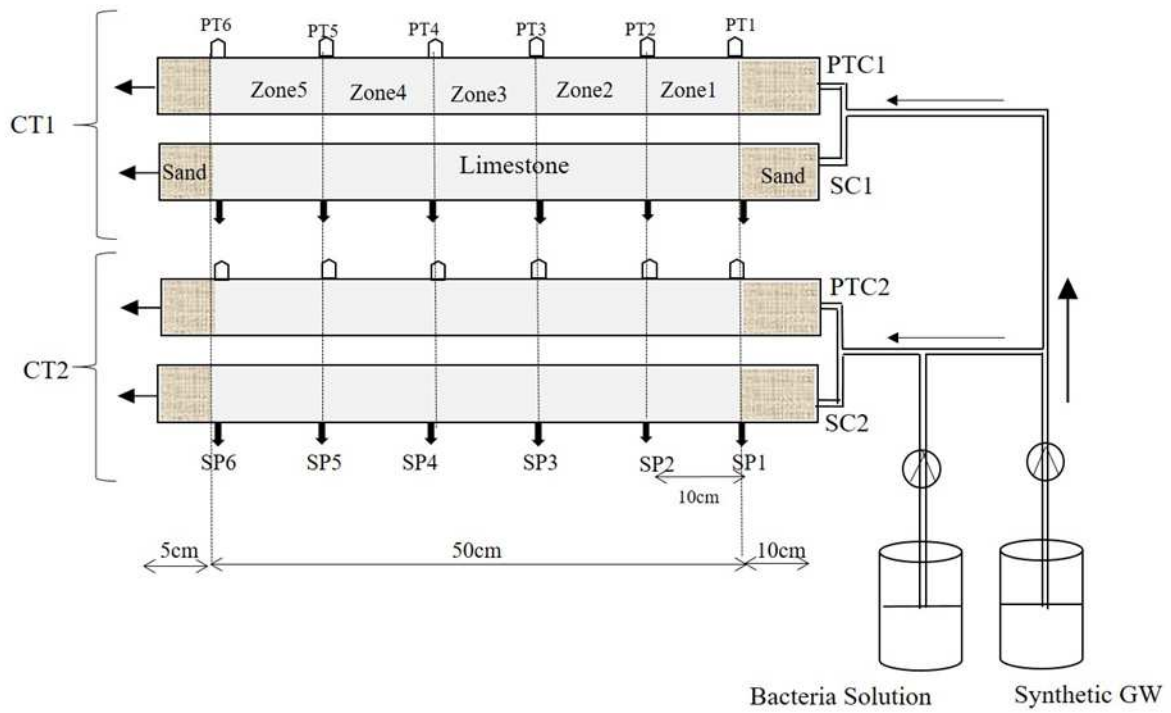 PT6 PT5 PT4 PT3 PT2 PT1
PTC1
Zone5 Zone4 Zone3 Zone2 Zone1
CT1
Sand Limestone Sand
SC1
PTC2
CT2
SC2
SP6 SP5 SP4 SP3 SP2 SP1
10cm
5cm 50cm 10cm
Bacteria Solution Synthetic GW